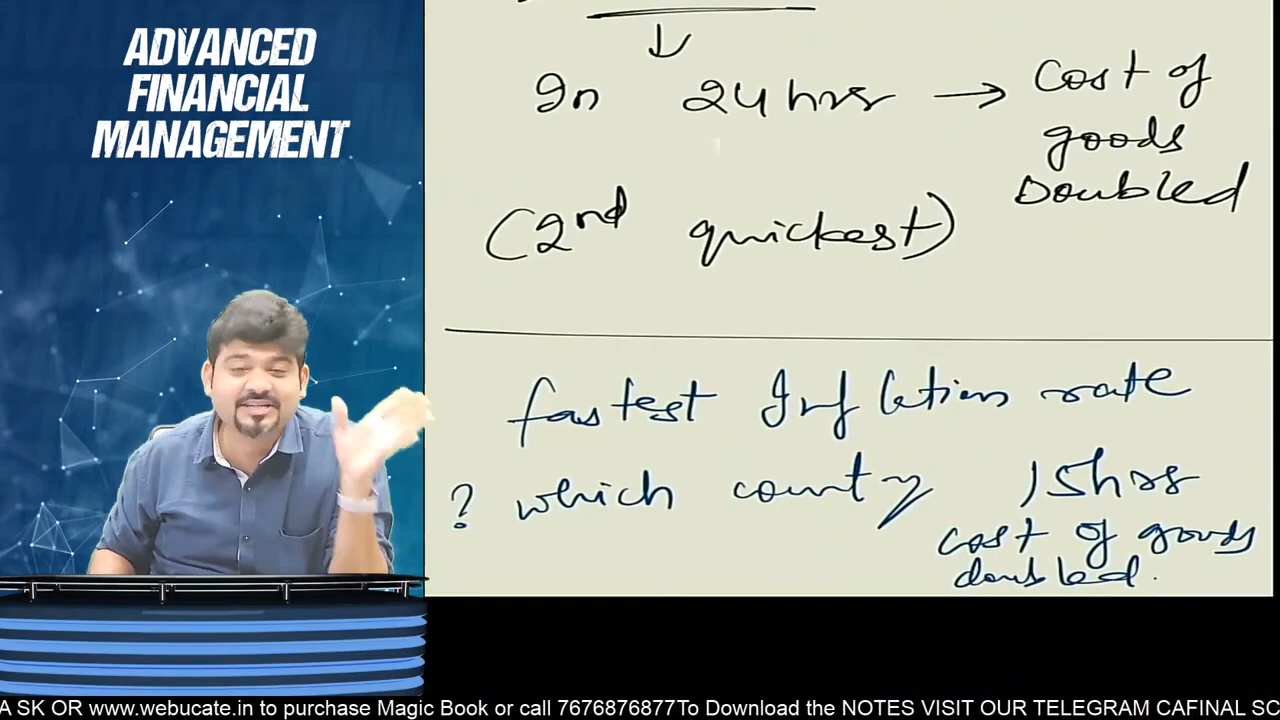 ADVANCED
FINANCIAL
MANAGEMENT
In 24 hrs → Cost of
goods
Doubled
(2nd quickest)
fastest Inflation rate
? which county 15hrs
cost of goods
doubled.
A SK OR www.webucate.in to purchase Magic Book or call 7676876877To Download the NOTES VISIT OUR TELEGRAM CAFINAL SC